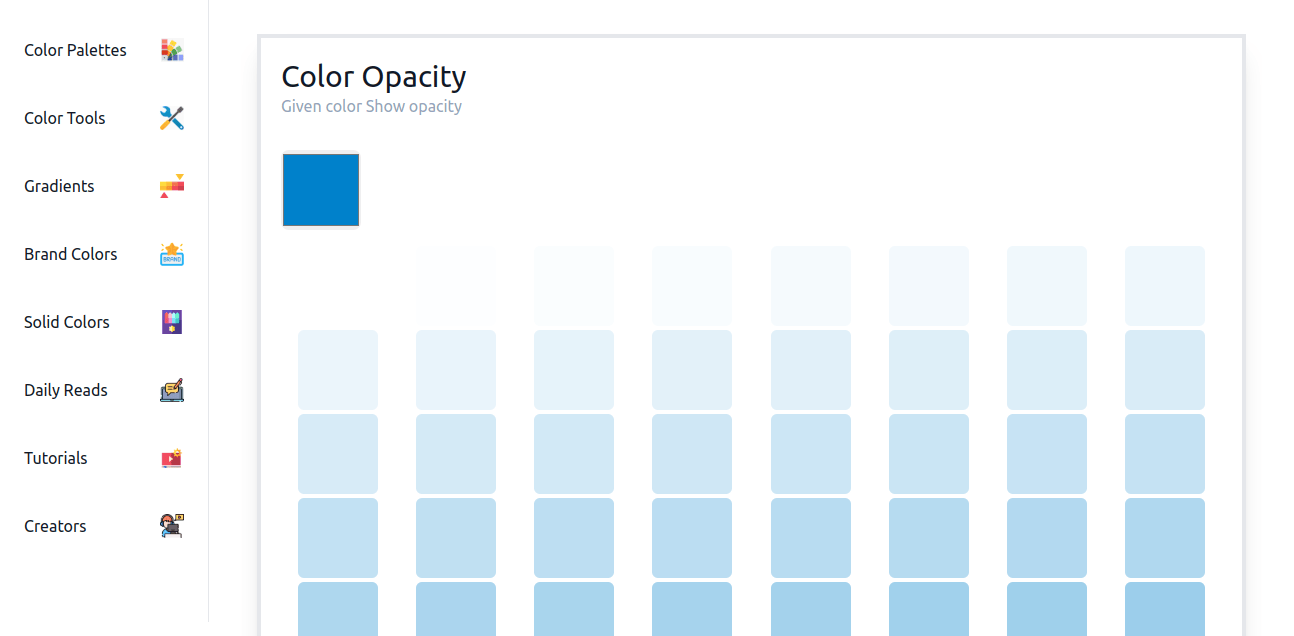 Color Palettes
Color Tools
Gradients
Brand Colors
BRAND
Solid Colors
Daily Reads
Tutorials
Creators
Color Opacity
Given color Show opacity